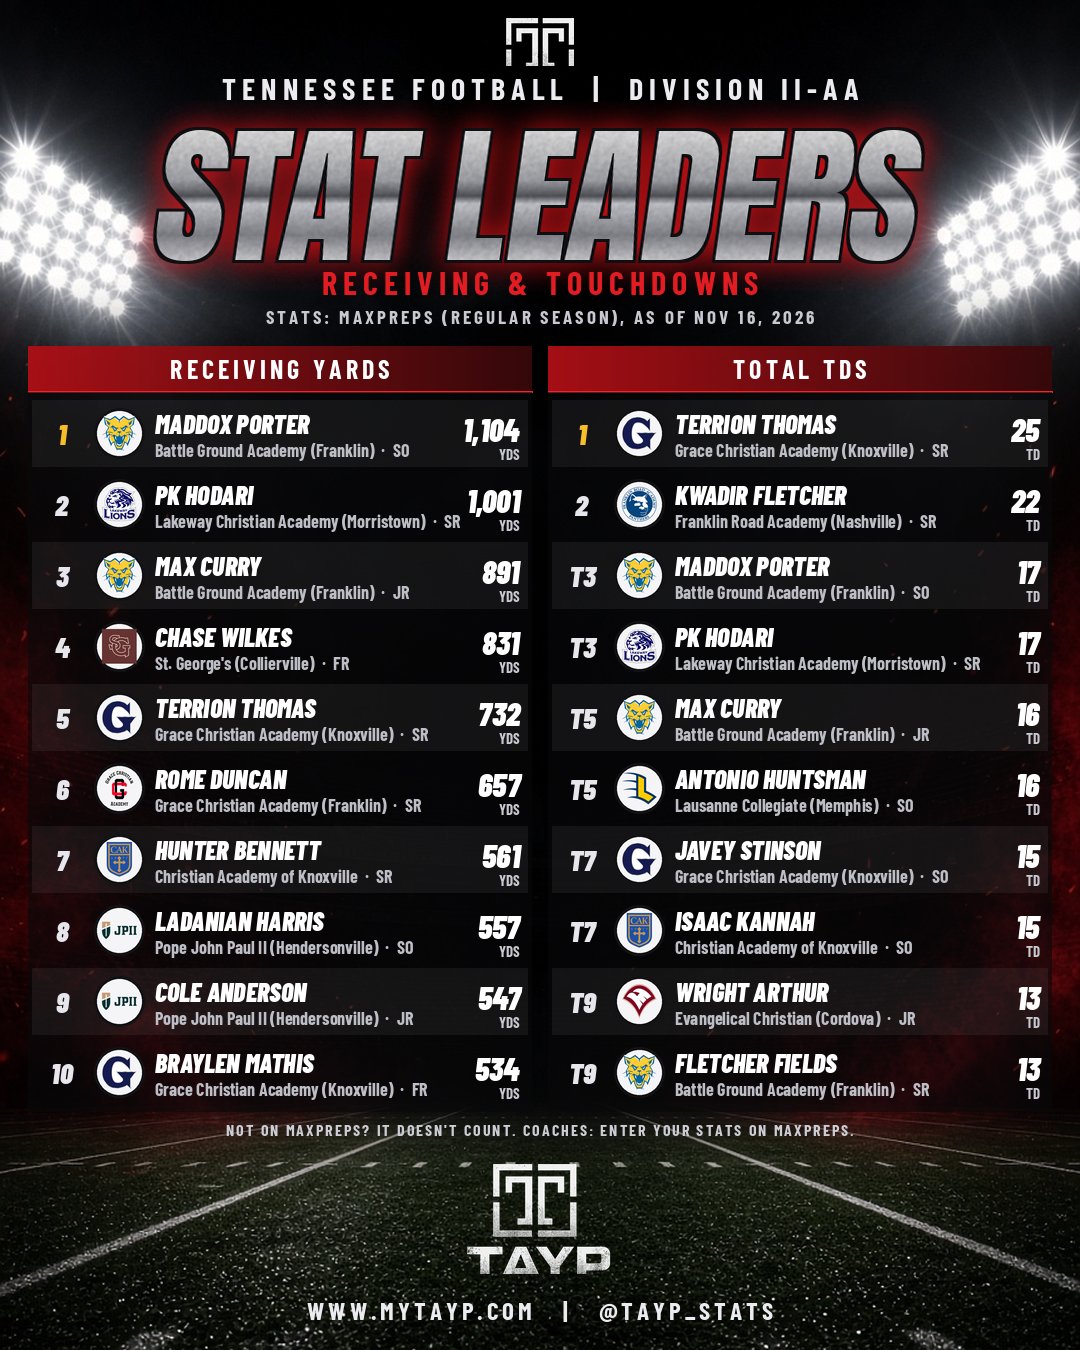 TENNESSEE FOOTBALL | DIVISION II-AA
STAT LEADERS
RECEIVING & TOUCHDOWNS
STATS: MAXPREPS (REGULAR SEASON), AS OF NOV 16, 2026
RECEIVING YARDS
1 MADDOX PORTER 1,104
Battle Ground Academy (Franklin) · SO YDS
2 PK HODARI 1,001
LIONS
Lakeway Christian Academy (Morristown) · SR YDS
3 MAX CURRY 891
Battle Ground Academy (Franklin) · JR YDS
4 CHASE WILKES 831
SG
St. George's (Collierville) · FR YDS
5 TERRION THOMAS 732
G
Grace Christian Academy (Knoxville) · SR YDS
6 ROME DUNCAN 657
GRACE CHRISTIAN
G
ACADEMY
Grace Christian Academy (Franklin) · SR YDS
7 HUNTER BENNETT 561
CAK
Christian Academy of Knoxville · SR YDS
8 LADANIAN HARRIS 557
JPII
Pope John Paul II (Hendersonville) · SO YDS
9 COLE ANDERSON 547
JPII
Pope John Paul II (Hendersonville) · JR YDS
10 BRAYLEN MATHIS 534
G
Grace Christian Academy (Knoxville) · FR YDS
TOTAL TDS
1 TERRION THOMAS 25
G
Grace Christian Academy (Knoxville) · SR TD
2 KWADIR FLETCHER 22
Franklin Road Academy (Nashville) · SR TD
T3 MADDOX PORTER 17
Battle Ground Academy (Franklin) · SO TD
T3 PK HODARI 17
LIONS
Lakeway Christian Academy (Morristown) · SR TD
T5 MAX CURRY 16
Battle Ground Academy (Franklin) · JR TD
T5 ANTONIO HUNTSMAN 16
L
Lausanne Collegiate (Memphis) · SO TD
T7 JAVEY STINSON 15
G
Grace Christian Academy (Knoxville) · SO TD
T7 ISAAC KANNAH 15
CAK
Christian Academy of Knoxville · SO TD
T9 WRIGHT ARTHUR 13
Evangelical Christian (Cordova) · JR TD
T9 FLETCHER FIELDS 13
Battle Ground Academy (Franklin) · SR TD
NOT ON MAXPREPS? IT DOESN'T COUNT. COACHES: ENTER YOUR STATS ON MAXPREPS.
TAYP
WWW.MYTAYP.COM | @TAYP_STATS